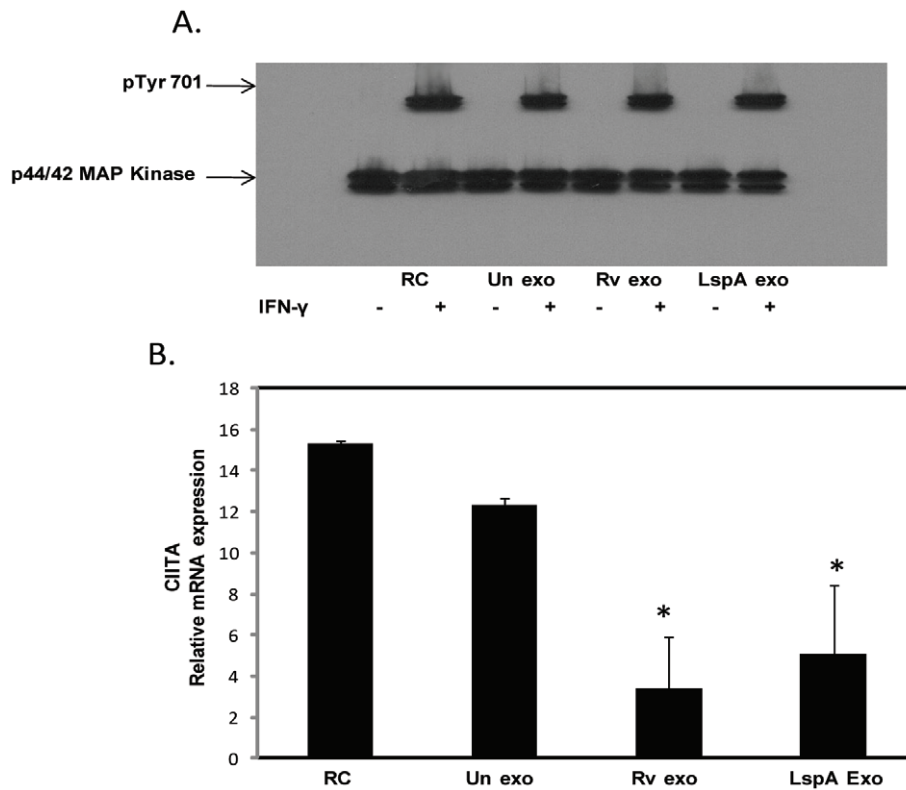 A.
pTyr 701
p44/42 MAP Kinase
RC Un exo Rv exo LspA exo
IFN-γ - + - + - + - +
B.
CIITA
Relative mRNA expression
18
16
14
12
10
8
6
4
2
0
*
*
RC Un exo Rv exo LspA Exo